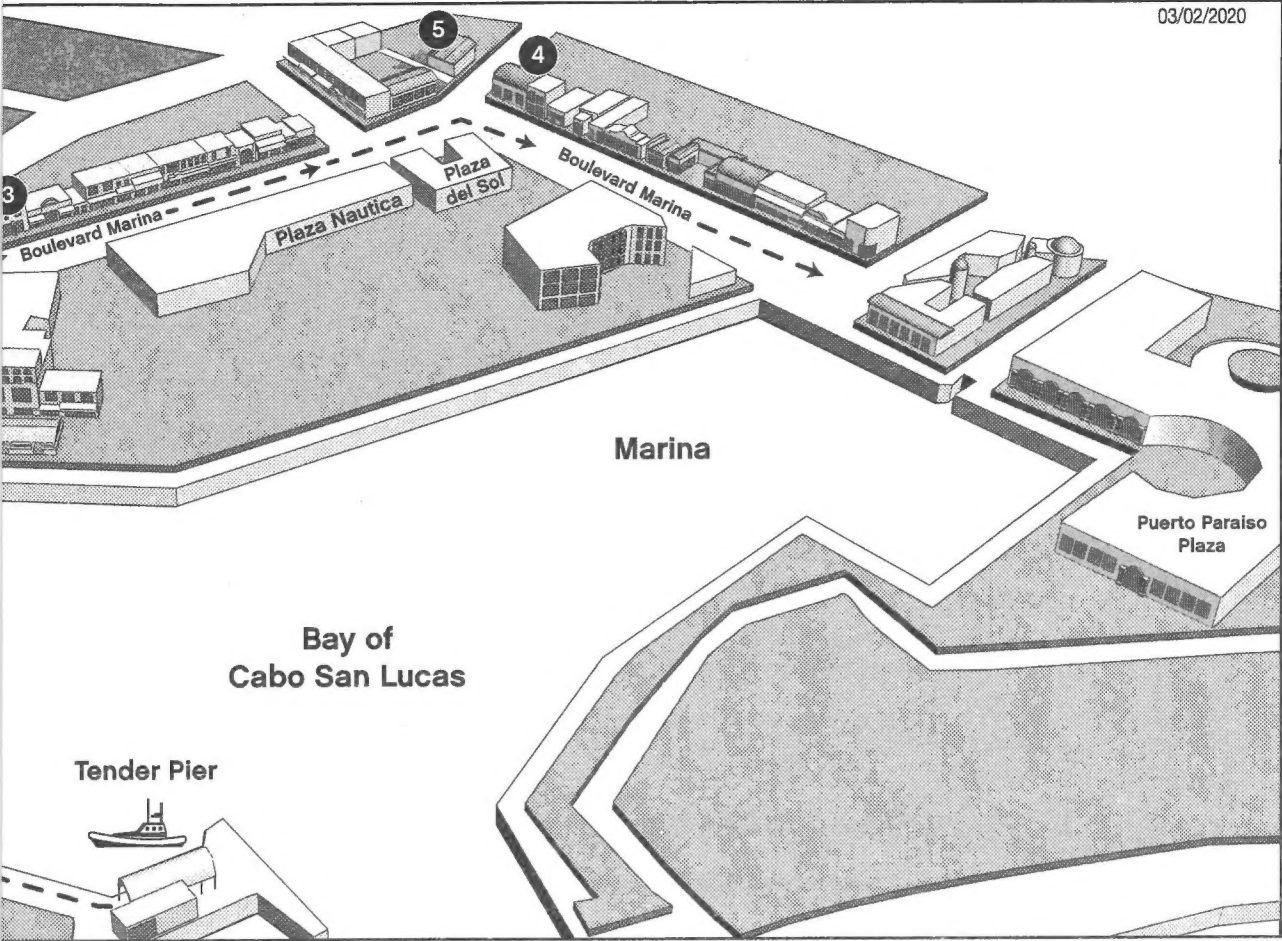 03/02/2020
5
4
3
Boulevard Marina
Plaza Nautica
Plaza
del Sol
Boulevard Marina
Marina
Puerto Paraiso
Plaza
Bay of
Cabo San Lucas
Tender Pier